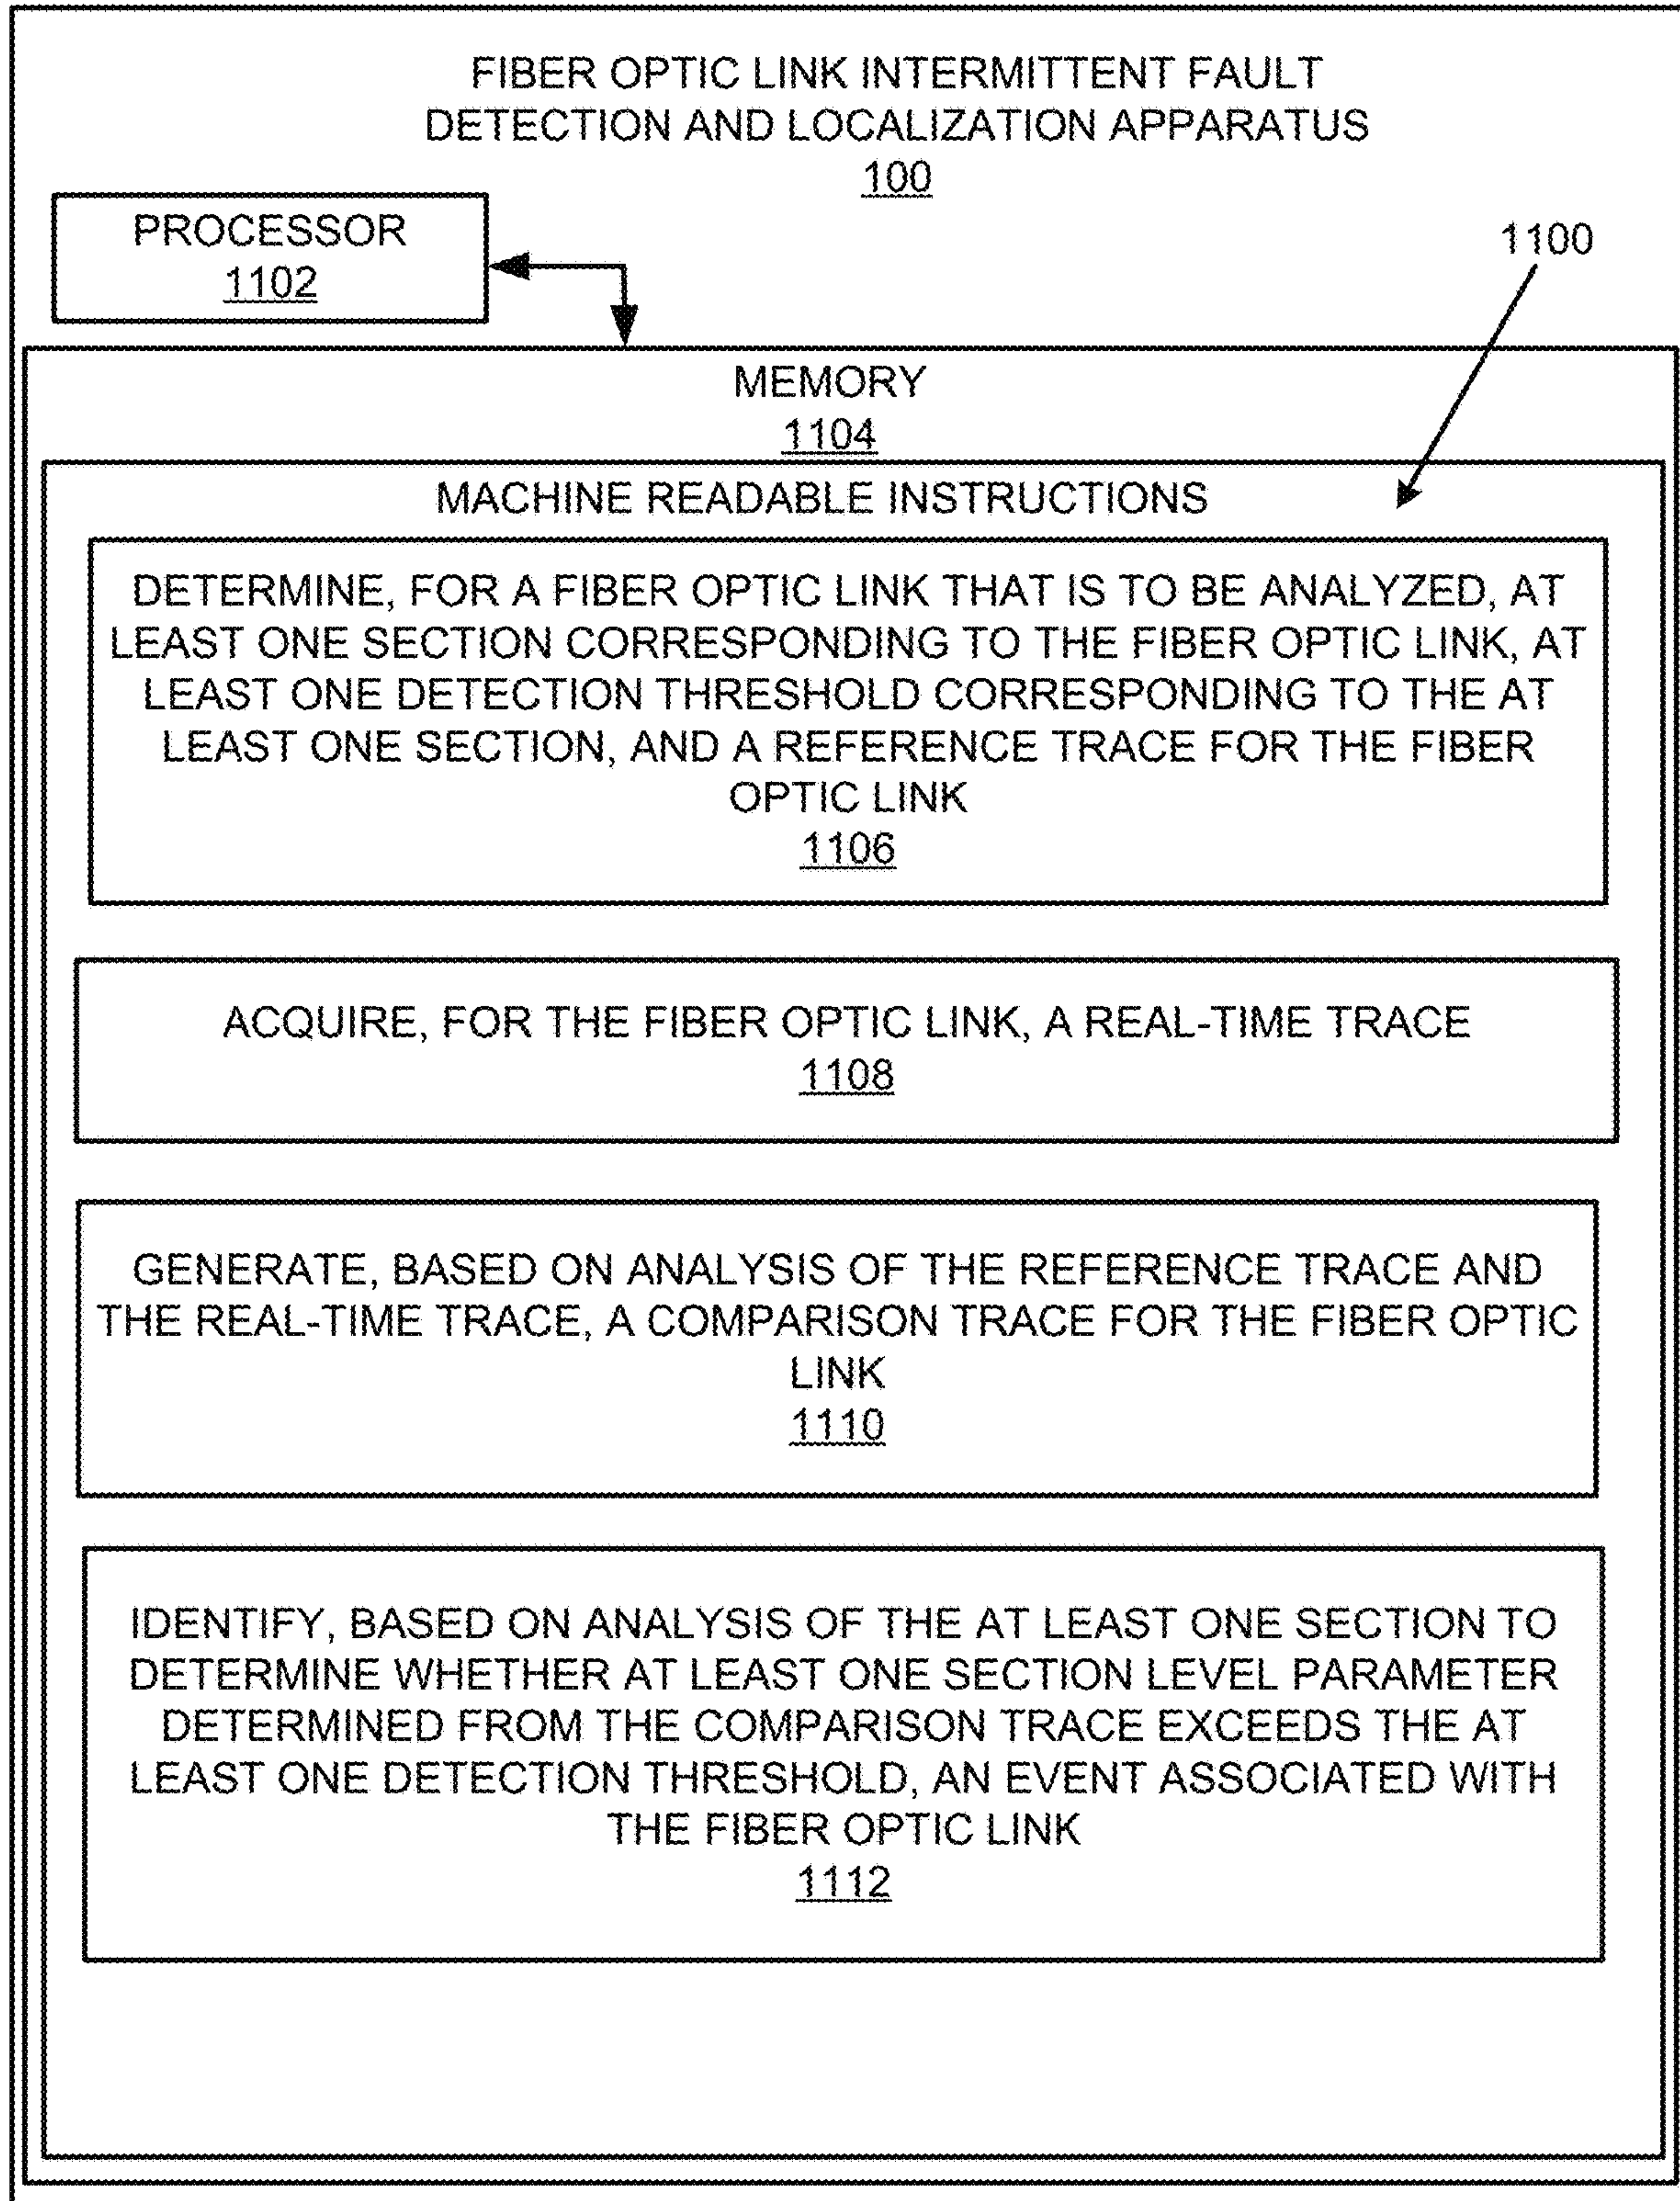 FIBER OPTIC LINK INTERMITTENT FAULT
DETECTION AND LOCALIZATION APPARATUS
100
PROCESSOR
1102
1100
MEMORY
1104
MACHINE READABLE INSTRUCTIONS
DETERMINE, FOR A FIBER OPTIC LINK THAT IS TO BE ANALYZED, AT
LEAST ONE SECTION CORRESPONDING TO THE FIBER OPTIC LINK, AT
LEAST ONE DETECTION THRESHOLD CORRESPONDING TO THE AT
LEAST ONE SECTION, AND A REFERENCE TRACE FOR THE FIBER
OPTIC LINK
1106
ACQUIRE, FOR THE FIBER OPTIC LINK, A REAL-TIME TRACE
1108
GENERATE, BASED ON ANALYSIS OF THE REFERENCE TRACE AND
THE REAL-TIME TRACE, A COMPARISON TRACE FOR THE FIBER OPTIC
LINK
1110
IDENTIFY, BASED ON ANALYSIS OF THE AT LEAST ONE SECTION TO
DETERMINE WHETHER AT LEAST ONE SECTION LEVEL PARAMETER
DETERMINED FROM THE COMPARISON TRACE EXCEEDS THE AT
LEAST ONE DETECTION THRESHOLD, AN EVENT ASSOCIATED WITH
THE FIBER OPTIC LINK
1112